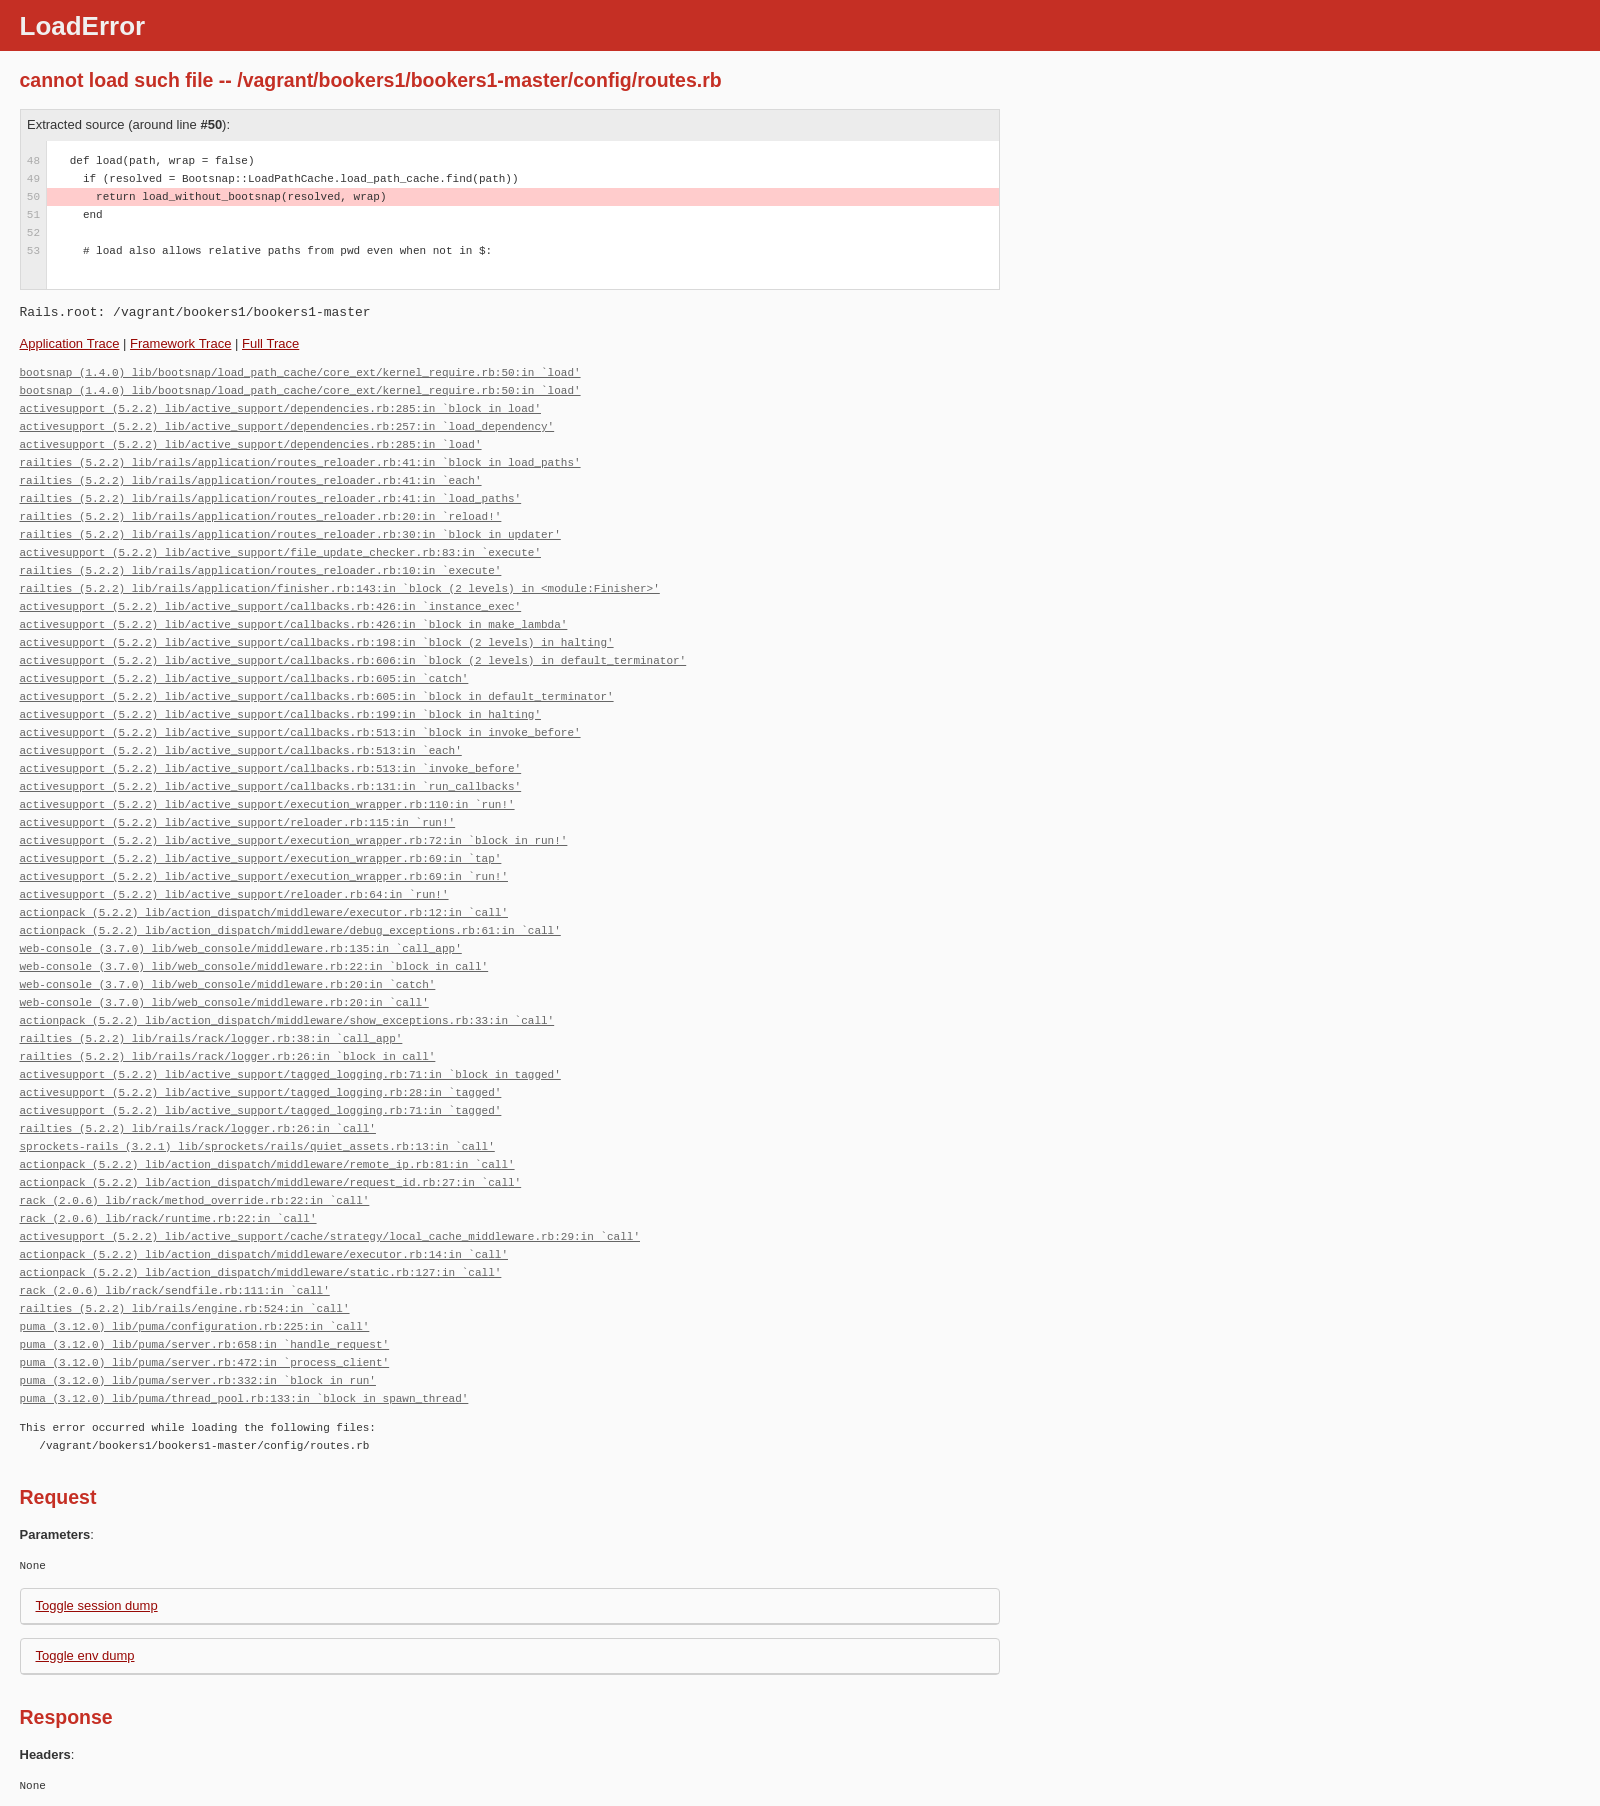 LoadError
cannot load such file -- /vagrant/bookers1/bookers1-master/config/routes.rb
Extracted source (around line #50):
48   def load(path, wrap = false)
49     if (resolved = Bootsnap::LoadPathCache.load_path_cache.find(path))
50       return load_without_bootsnap(resolved, wrap)
51     end
52
53     # load also allows relative paths from pwd even when not in $:
Rails.root: /vagrant/bookers1/bookers1-master
Application Trace | Framework Trace | Full Trace
bootsnap (1.4.0) lib/bootsnap/load_path_cache/core_ext/kernel_require.rb:50:in `load'
bootsnap (1.4.0) lib/bootsnap/load_path_cache/core_ext/kernel_require.rb:50:in `load'
activesupport (5.2.2) lib/active_support/dependencies.rb:285:in `block in load'
activesupport (5.2.2) lib/active_support/dependencies.rb:257:in `load_dependency'
activesupport (5.2.2) lib/active_support/dependencies.rb:285:in `load'
railties (5.2.2) lib/rails/application/routes_reloader.rb:41:in `block in load_paths'
railties (5.2.2) lib/rails/application/routes_reloader.rb:41:in `each'
railties (5.2.2) lib/rails/application/routes_reloader.rb:41:in `load_paths'
railties (5.2.2) lib/rails/application/routes_reloader.rb:20:in `reload!'
railties (5.2.2) lib/rails/application/routes_reloader.rb:30:in `block in updater'
activesupport (5.2.2) lib/active_support/file_update_checker.rb:83:in `execute'
railties (5.2.2) lib/rails/application/routes_reloader.rb:10:in `execute'
railties (5.2.2) lib/rails/application/finisher.rb:143:in `block (2 levels) in <module:Finisher>'
activesupport (5.2.2) lib/active_support/callbacks.rb:426:in `instance_exec'
activesupport (5.2.2) lib/active_support/callbacks.rb:426:in `block in make_lambda'
activesupport (5.2.2) lib/active_support/callbacks.rb:198:in `block (2 levels) in halting'
activesupport (5.2.2) lib/active_support/callbacks.rb:606:in `block (2 levels) in default_terminator'
activesupport (5.2.2) lib/active_support/callbacks.rb:605:in `catch'
activesupport (5.2.2) lib/active_support/callbacks.rb:605:in `block in default_terminator'
activesupport (5.2.2) lib/active_support/callbacks.rb:199:in `block in halting'
activesupport (5.2.2) lib/active_support/callbacks.rb:513:in `block in invoke_before'
activesupport (5.2.2) lib/active_support/callbacks.rb:513:in `each'
activesupport (5.2.2) lib/active_support/callbacks.rb:513:in `invoke_before'
activesupport (5.2.2) lib/active_support/callbacks.rb:131:in `run_callbacks'
activesupport (5.2.2) lib/active_support/execution_wrapper.rb:110:in `run!'
activesupport (5.2.2) lib/active_support/reloader.rb:115:in `run!'
activesupport (5.2.2) lib/active_support/execution_wrapper.rb:72:in `block in run!'
activesupport (5.2.2) lib/active_support/execution_wrapper.rb:69:in `tap'
activesupport (5.2.2) lib/active_support/execution_wrapper.rb:69:in `run!'
activesupport (5.2.2) lib/active_support/reloader.rb:64:in `run!'
actionpack (5.2.2) lib/action_dispatch/middleware/executor.rb:12:in `call'
actionpack (5.2.2) lib/action_dispatch/middleware/debug_exceptions.rb:61:in `call'
web-console (3.7.0) lib/web_console/middleware.rb:135:in `call_app'
web-console (3.7.0) lib/web_console/middleware.rb:22:in `block in call'
web-console (3.7.0) lib/web_console/middleware.rb:20:in `catch'
web-console (3.7.0) lib/web_console/middleware.rb:20:in `call'
actionpack (5.2.2) lib/action_dispatch/middleware/show_exceptions.rb:33:in `call'
railties (5.2.2) lib/rails/rack/logger.rb:38:in `call_app'
railties (5.2.2) lib/rails/rack/logger.rb:26:in `block in call'
activesupport (5.2.2) lib/active_support/tagged_logging.rb:71:in `block in tagged'
activesupport (5.2.2) lib/active_support/tagged_logging.rb:28:in `tagged'
activesupport (5.2.2) lib/active_support/tagged_logging.rb:71:in `tagged'
railties (5.2.2) lib/rails/rack/logger.rb:26:in `call'
sprockets-rails (3.2.1) lib/sprockets/rails/quiet_assets.rb:13:in `call'
actionpack (5.2.2) lib/action_dispatch/middleware/remote_ip.rb:81:in `call'
actionpack (5.2.2) lib/action_dispatch/middleware/request_id.rb:27:in `call'
rack (2.0.6) lib/rack/method_override.rb:22:in `call'
rack (2.0.6) lib/rack/runtime.rb:22:in `call'
activesupport (5.2.2) lib/active_support/cache/strategy/local_cache_middleware.rb:29:in `call'
actionpack (5.2.2) lib/action_dispatch/middleware/executor.rb:14:in `call'
actionpack (5.2.2) lib/action_dispatch/middleware/static.rb:127:in `call'
rack (2.0.6) lib/rack/sendfile.rb:111:in `call'
railties (5.2.2) lib/rails/engine.rb:524:in `call'
puma (3.12.0) lib/puma/configuration.rb:225:in `call'
puma (3.12.0) lib/puma/server.rb:658:in `handle_request'
puma (3.12.0) lib/puma/server.rb:472:in `process_client'
puma (3.12.0) lib/puma/server.rb:332:in `block in run'
puma (3.12.0) lib/puma/thread_pool.rb:133:in `block in spawn_thread'
This error occurred while loading the following files:
   /vagrant/bookers1/bookers1-master/config/routes.rb
Request
Parameters:
None
Toggle session dump
Toggle env dump
Response
Headers:
None